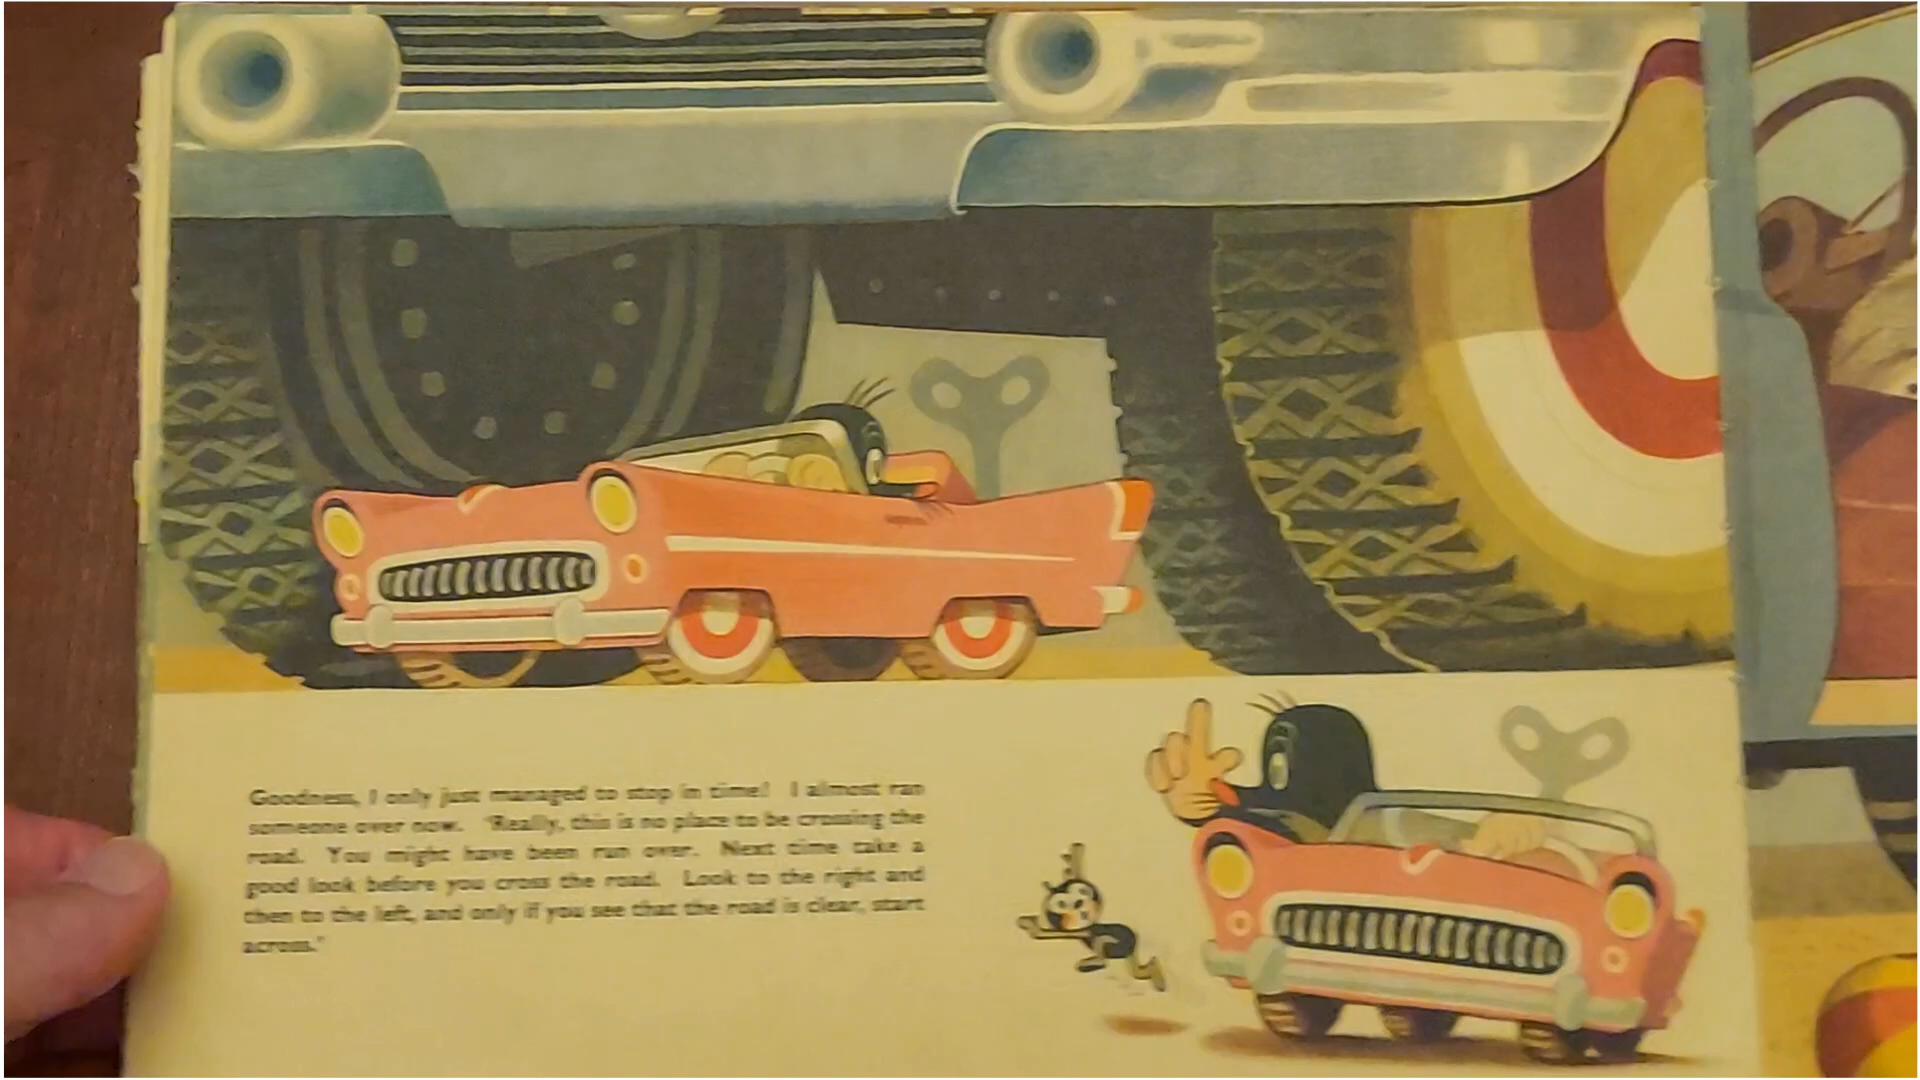 Goodness, I only just managed to stop in time! I almost ran
someone over now. 'Really, this is no place to be crossing the
road. You might have been run over. Next time take a
good look before you cross the road. Look to the right and
then to the left, and only if you see that the road is clear, start
across.'